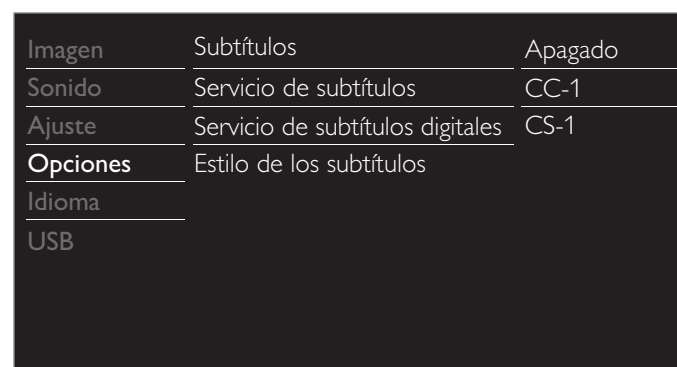 Imagen Subtítulos Apagado
Sonido Servicio de subtítulos CC-1
Ajuste Servicio de subtítulos digitales CS-1
Opciones Estilo de los subtítulos
Idioma
USB